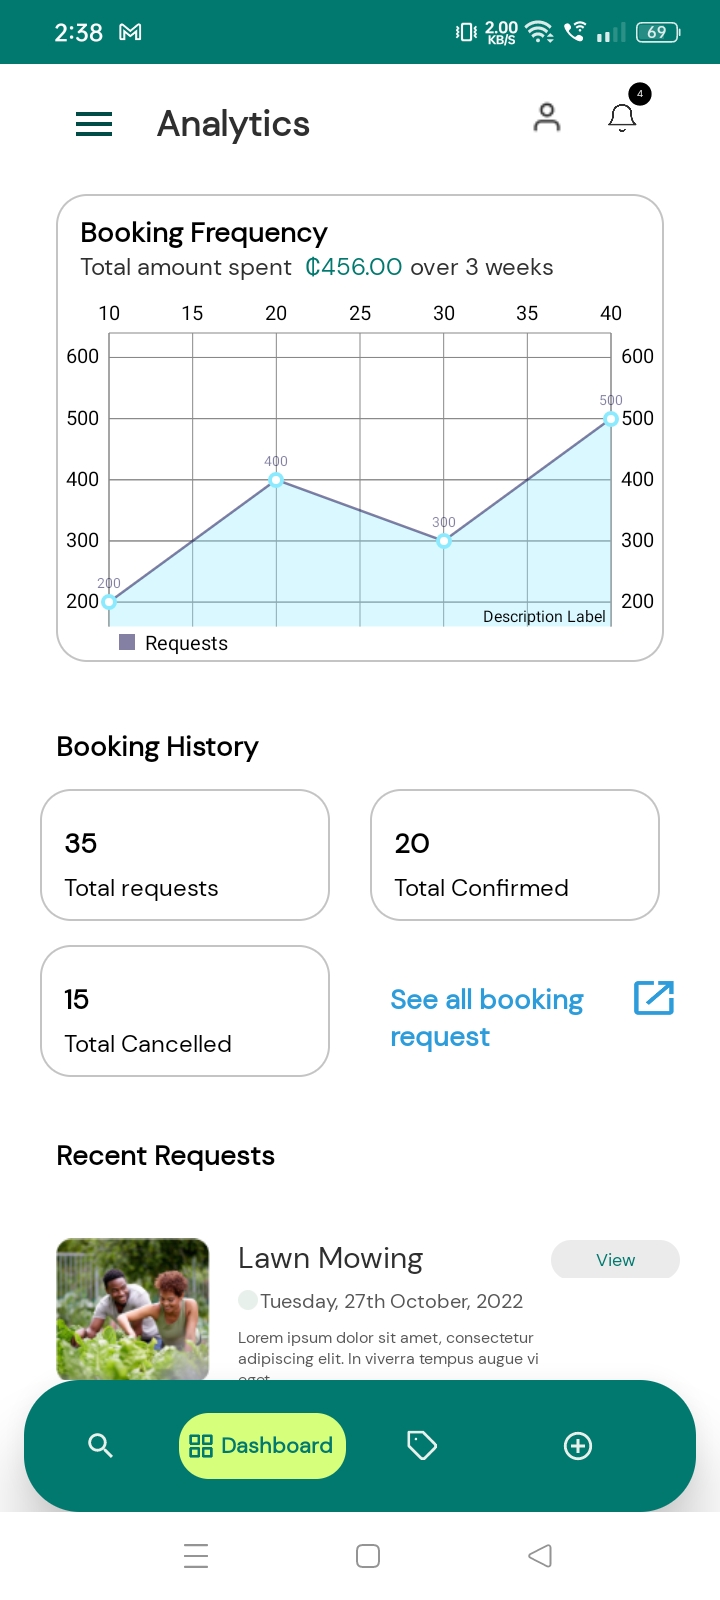 2:38 2.00 KB/S 69
Analytics 4
Booking Frequency
Total amount spent ₵456.00 over 3 weeks
10 15 20 25 30 35 40
600 600
500 500 500
400 400 400
300 300 300
200 200 200
Description Label
Requests
Booking History
35
Total requests
20
Total Confirmed
15
Total Cancelled
See all booking
request
Recent Requests
Lawn Mowing
View
Tuesday, 27th October, 2022
Lorem ipsum dolor sit amet, consectetur
adipiscing elit. In viverra tempus augue vi
Dashboard